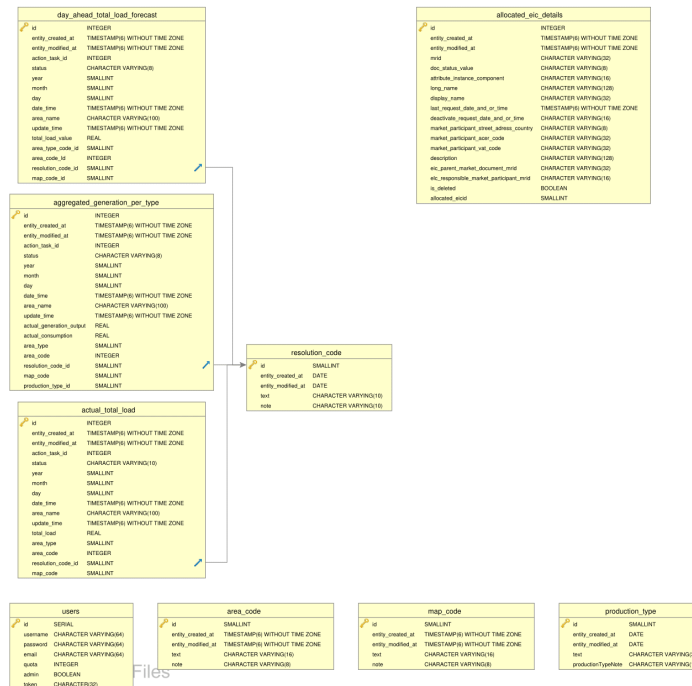 day_ahead_total_load_forecast
id INTEGER
entity_created_at TIMESTAMP(6) WITHOUT TIME ZONE
entity_modified_at TIMESTAMP(6) WITHOUT TIME ZONE
action_task_id INTEGER
status CHARACTER VARYING(8)
year SMALLINT
month SMALLINT
day SMALLINT
date_time TIMESTAMP(6) WITHOUT TIME ZONE
area_name CHARACTER VARYING(100)
update_time TIMESTAMP(6) WITHOUT TIME ZONE
total_load_value REAL
area_type_code_id SMALLINT
area_code_id INTEGER
resolution_code_id SMALLINT
map_code_id SMALLINT
allocated_eic_details
id INTEGER
entity_created_at TIMESTAMP(6) WITHOUT TIME ZONE
entity_modified_at TIMESTAMP(6) WITHOUT TIME ZONE
mrid CHARACTER VARYING(32)
doc_status_value CHARACTER VARYING(8)
attribute_instance_component CHARACTER VARYING(16)
long_name CHARACTER VARYING(128)
display_name CHARACTER VARYING(32)
last_request_date_and_or_time TIMESTAMP(6) WITHOUT TIME ZONE
deactivate_request_date_and_or_time CHARACTER VARYING(16)
market_participant_street_adress_country CHARACTER VARYING(8)
market_participant_acer_code CHARACTER VARYING(32)
market_participant_vat_code CHARACTER VARYING(32)
description CHARACTER VARYING(128)
eic_parent_market_document_mrid CHARACTER VARYING(32)
eic_responsible_market_participant_mrid CHARACTER VARYING(16)
is_deleted BOOLEAN
allocated_eicid SMALLINT
aggregated_generation_per_type
id INTEGER
entity_created_at TIMESTAMP(6) WITHOUT TIME ZONE
entity_modified_at TIMESTAMP(6) WITHOUT TIME ZONE
action_task_id INTEGER
status CHARACTER VARYING(8)
year SMALLINT
month SMALLINT
day SMALLINT
date_time TIMESTAMP(6) WITHOUT TIME ZONE
area_name CHARACTER VARYING(100)
update_time TIMESTAMP(6) WITHOUT TIME ZONE
actual_generation_output REAL
actual_consumption REAL
area_type SMALLINT
area_code INTEGER
resolution_code_id SMALLINT
map_code SMALLINT
production_type_id SMALLINT
resolution_code
id SMALLINT
entity_created_at DATE
entity_modified_at DATE
text CHARACTER VARYING(10)
note CHARACTER VARYING(10)
actual_total_load
id INTEGER
entity_created_at TIMESTAMP(6) WITHOUT TIME ZONE
entity_modified_at TIMESTAMP(6) WITHOUT TIME ZONE
action_task_id INTEGER
status CHARACTER VARYING(10)
year SMALLINT
month SMALLINT
day SMALLINT
date_time TIMESTAMP(6) WITHOUT TIME ZONE
area_name CHARACTER VARYING(100)
update_time TIMESTAMP(6) WITHOUT TIME ZONE
total_load REAL
area_type SMALLINT
area_code INTEGER
resolution_code_id SMALLINT
map_code SMALLINT
users
id SERIAL
username CHARACTER VARYING(64)
password CHARACTER VARYING(64)
email CHARACTER VARYING(64)
quota INTEGER
admin BOOLEAN
token CHARACTER(32)
Files
area_code
id SMALLINT
entity_created_at TIMESTAMP(6) WITHOUT TIME ZONE
entity_modified_at TIMESTAMP(6) WITHOUT TIME ZONE
text CHARACTER VARYING(16)
note CHARACTER VARYING(8)
map_code
id SMALLINT
entity_created_at TIMESTAMP(6) WITHOUT TIME ZONE
entity_modified_at TIMESTAMP(6) WITHOUT TIME ZONE
text CHARACTER VARYING(16)
note CHARACTER VARYING(8)
production_type
id SMALLINT
entity_created_at DATE
entity_modified_at DATE
text CHARACTER VARYING(
productionTypeNote CHARACTER VARYING(